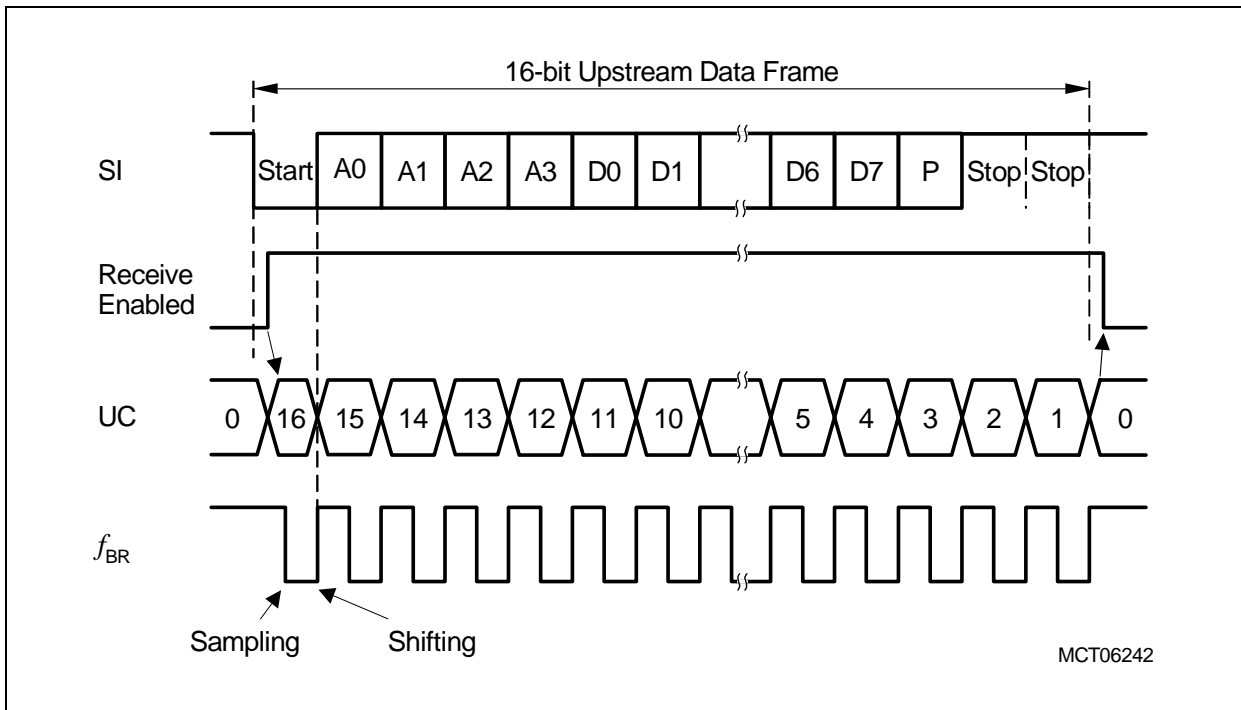 16-bit Upstream Data Frame
SI
Start A0 A1 A2 A3 D0 D1 D6 D7 P Stop Stop
Receive
Enabled
UC
0 16 15 14 13 12 11 10 5 4 3 2 1 0
fBR
Sampling Shifting
MCT06242